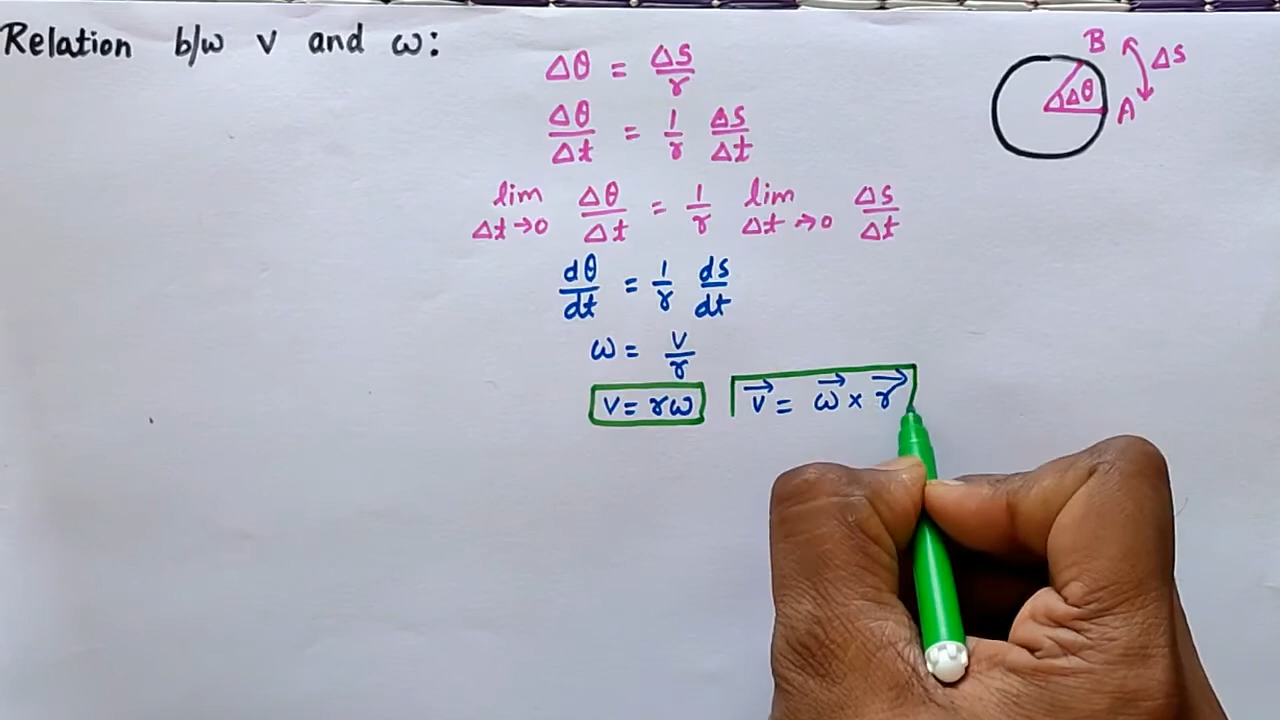 Relation b/w v and ω:
Δθ = Δs/r
Δθ/Δt = 1/r Δs/Δt
lim Δt→0 Δθ/Δt = 1/r lim Δt→0 Δs/Δt
dθ/dt = 1/r ds/dt
ω = v/r
v = rω  v⃗ = ω⃗ × r⃗
B
Δs
Δθ
A